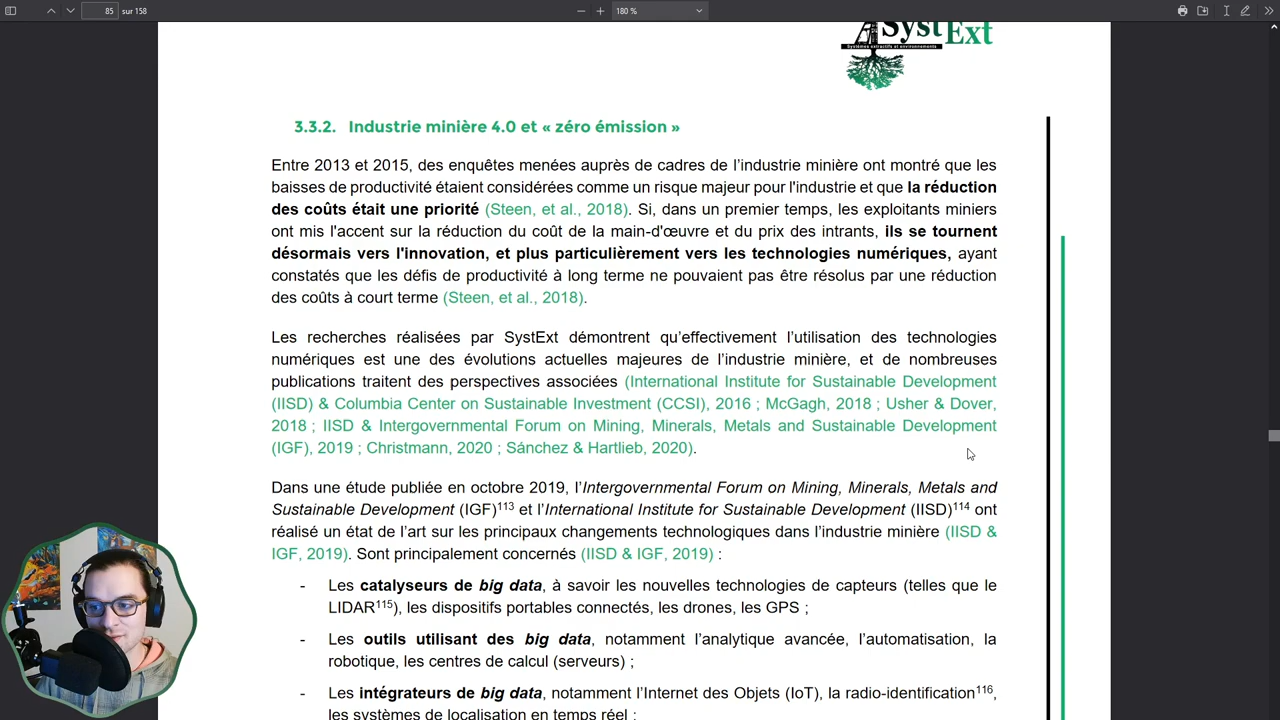 85
sur 158
180 %
Syst Ext
Systèmes extractifs et environnements
3.3.2. Industrie minière 4.0 et « zéro émission »
Entre 2013 et 2015, des enquêtes menées auprès de cadres de l'industrie minière ont montré que les
baisses de productivité étaient considérées comme un risque majeur pour l'industrie et que la réduction
des coûts était une priorité (Steen, et al., 2018). Si, dans un premier temps, les exploitants miniers
ont mis l'accent sur la réduction du coût de la main-d'œuvre et du prix des intrants, ils se tournent
désormais vers l'innovation, et plus particulièrement vers les technologies numériques, ayant
constatés que les défis de productivité à long terme ne pouvaient pas être résolus par une réduction
des coûts à court terme (Steen, et al., 2018).
Les recherches réalisées par SystExt démontrent qu'effectivement l'utilisation des technologies
numériques est une des évolutions actuelles majeures de l'industrie minière, et de nombreuses
publications traitent des perspectives associées (International Institute for Sustainable Development
(IISD) & Columbia Center on Sustainable Investment (CCSI), 2016 ; McGagh, 2018 ; Usher & Dover,
2018 ; IISD & Intergovernmental Forum on Mining, Minerals, Metals and Sustainable Development
(IGF), 2019 ; Christmann, 2020 ; Sánchez & Hartlieb, 2020).
Dans une étude publiée en octobre 2019, l'Intergovernmental Forum on Mining, Minerals, Metals and
Sustainable Development (IGF)113 et l'International Institute for Sustainable Development (IISD)114 ont
réalisé un état de l'art sur les principaux changements technologiques dans l'industrie minière (IISD &
IGF, 2019). Sont principalement concernés (IISD & IGF, 2019) :
- Les catalyseurs de big data, à savoir les nouvelles technologies de capteurs (telles que le
LIDAR115), les dispositifs portables connectés, les drones, les GPS ;
- Les outils utilisant des big data, notamment l'analytique avancée, l'automatisation, la
robotique, les centres de calcul (serveurs) ;
- Les intégrateurs de big data, notamment l'Internet des Objets (IoT), la radio-identification116,
les systèmes de localisation en temps réel ;